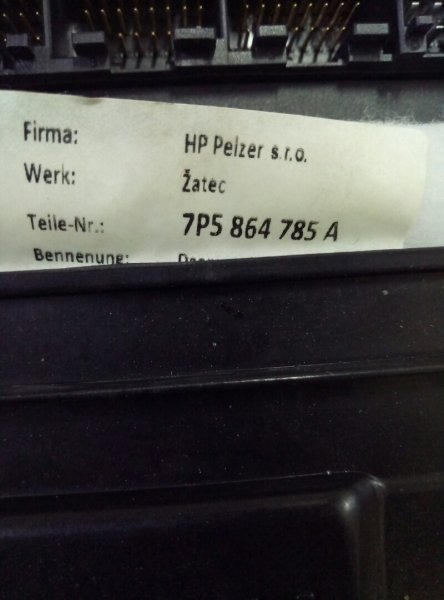 Firma: HP Pelzer s.r.o.
Werk: Žatec
Teile-Nr.: 7P5 864 785 A
Bennenung: